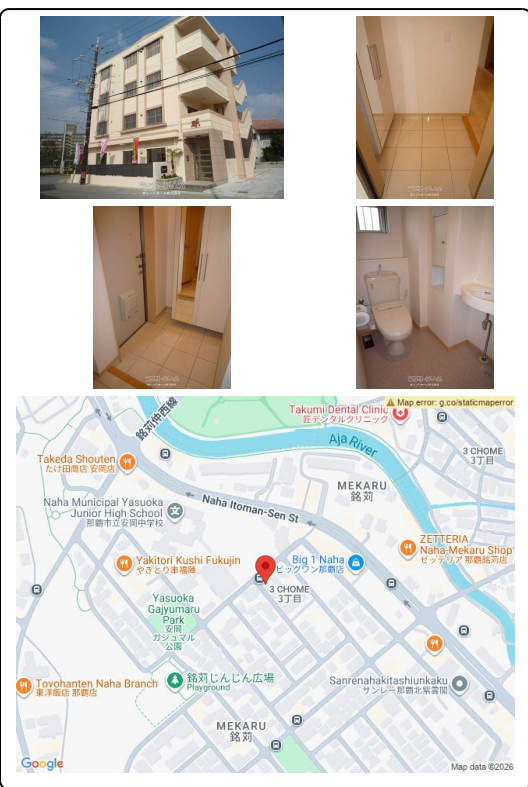 Map error: g.co/staticmaperror
Takumi Dental Clinic
匠デンタルクリニック
銘苅仲西線
Aja River
3 CHOME
3丁目
Takeda Shouten
たけ田商店 安岡店
MEKARU
銘苅
Naha Itoman-Sen St
Naha Municipal Yasuoka
Junior High School
那覇市立安岡中学校
ZETTERIA
Naha-Mekaru Shop
ゼッテリア 那覇銘苅店
Yakitori Kushi Fukujin
やきとり串福陣
Big 1 Naha
ビッグワン那覇店
3 CHOME
3丁目
Yasuoka
Gajyumaru
Park
安岡
ガジュマル
公園
Tovohanten Naha Branch
東洋飯店 那覇店
銘苅じんじん広場
Playground
Sanrenahakitashiunkaku
サンレー那覇北紫雲閣
MEKARU
銘苅
Google
Map data ©2026